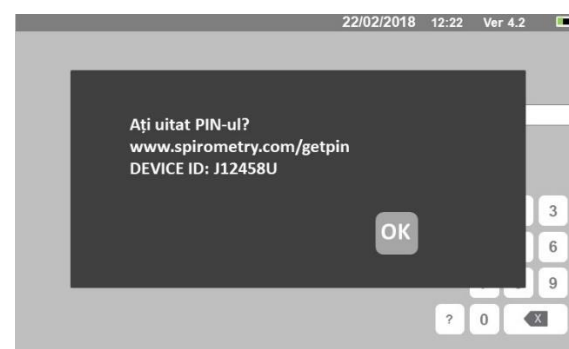 22/02/2018 12:22 Ver 4.2
Ați uitat PIN-ul?
www.spirometry.com/getpin
DEVICE ID: J12458U
OK
3
6
9
? 0 X